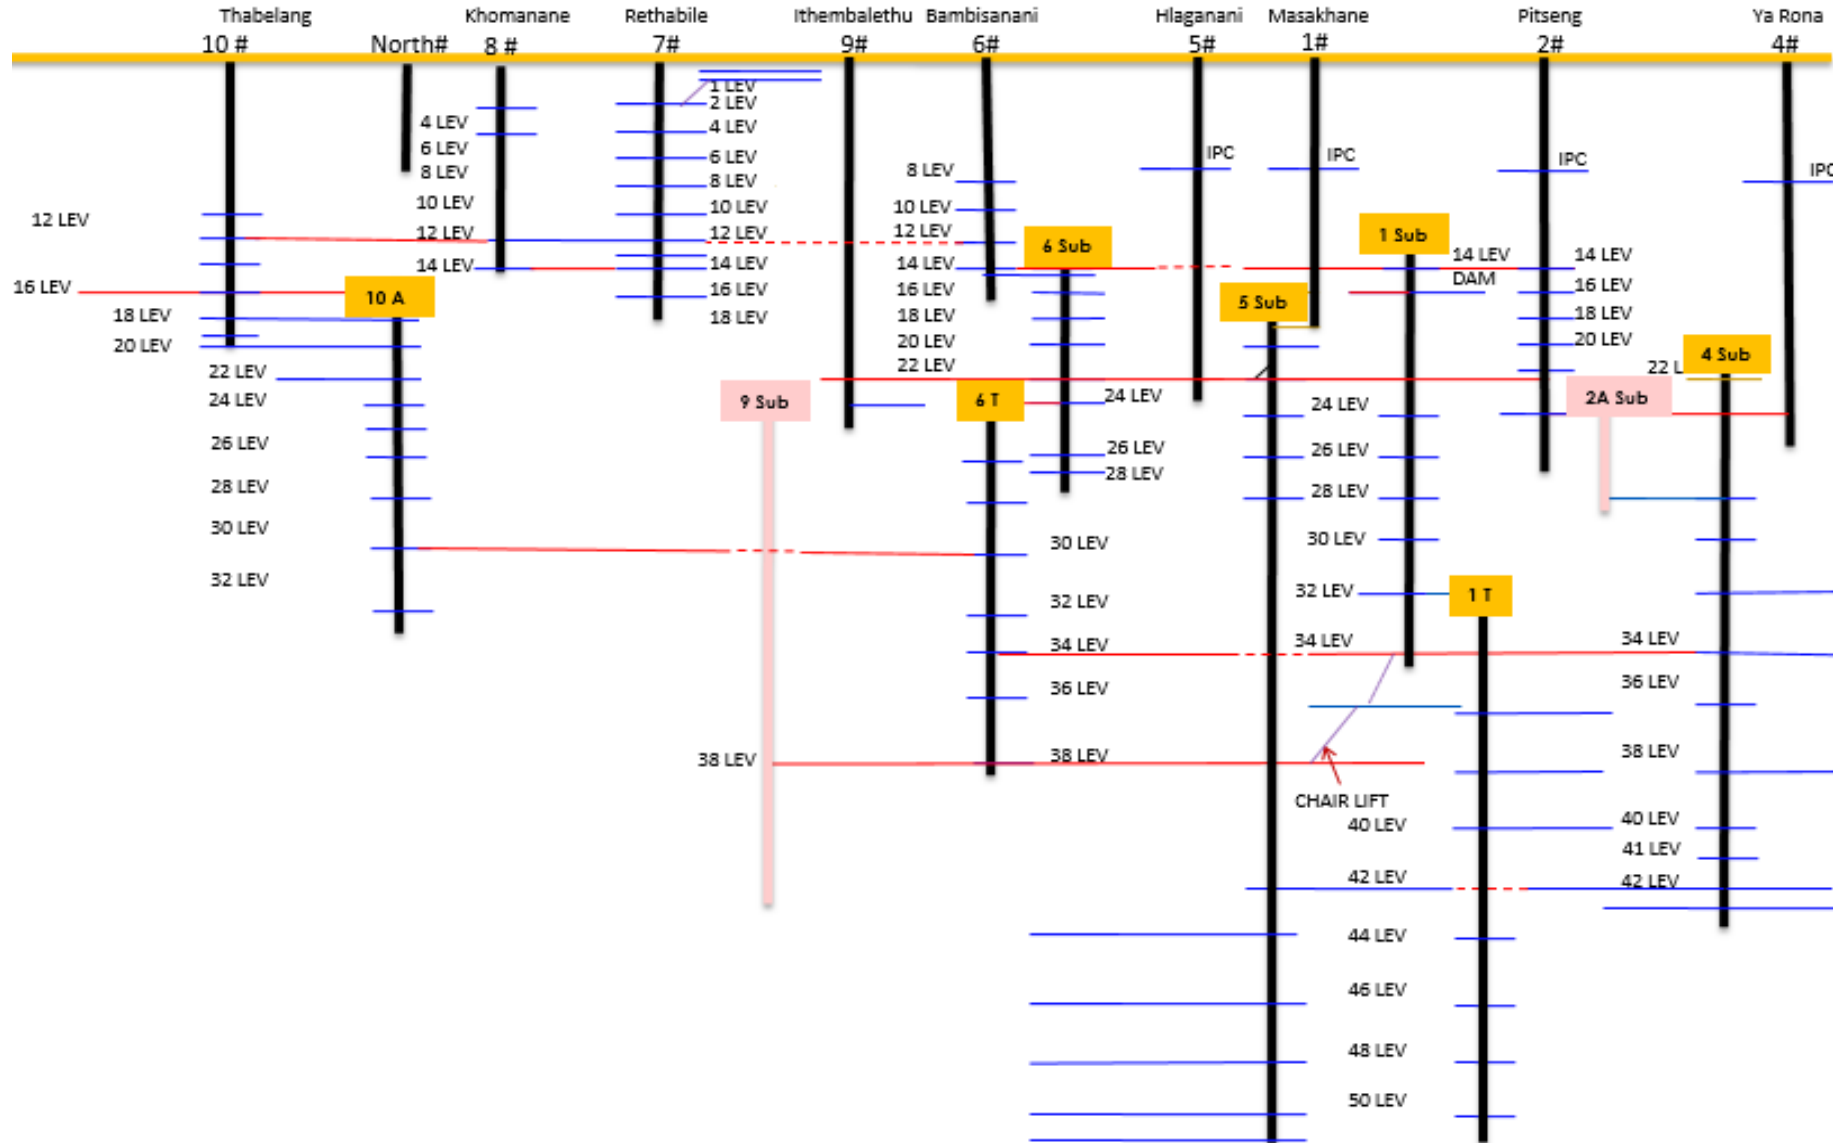 Thabelang Khomanane Rethabile Ithembalethu Bambisanani Hlaganani Masakhane Pitseng Ya Rona
10 # North# 8 # 7# 9# 6# 5# 1# 2# 4#
1 LEV
2 LEV
4 LEV 4 LEV
6 LEV 6 LEV IPC IPC IPC IPC
8 LEV 8 LEV 8 LEV
10 LEV 10 LEV 10 LEV
12 LEV 12 LEV 12 LEV 12 LEV 6 Sub 1 Sub
14 LEV 14 LEV 14 LEV 14 LEV 14 LEV
DAM
16 LEV 10 A 16 LEV 16 LEV 5 Sub 16 LEV
18 LEV 18 LEV 18 LEV 18 LEV
20 LEV 20 LEV 20 LEV 4 Sub
22 LEV 22 LEV 22 L
24 LEV 9 Sub 6 T 24 LEV 24 LEV 2A Sub
26 LEV 26 LEV 26 LEV
28 LEV 28 LEV 28 LEV
30 LEV 30 LEV 30 LEV
32 LEV 32 LEV 32 LEV 1 T
34 LEV 34 LEV 34 LEV
36 LEV 36 LEV
38 LEV 38 LEV 38 LEV
CHAIR LIFT
40 LEV 40 LEV
41 LEV
42 LEV 42 LEV
44 LEV
46 LEV
48 LEV
50 LEV